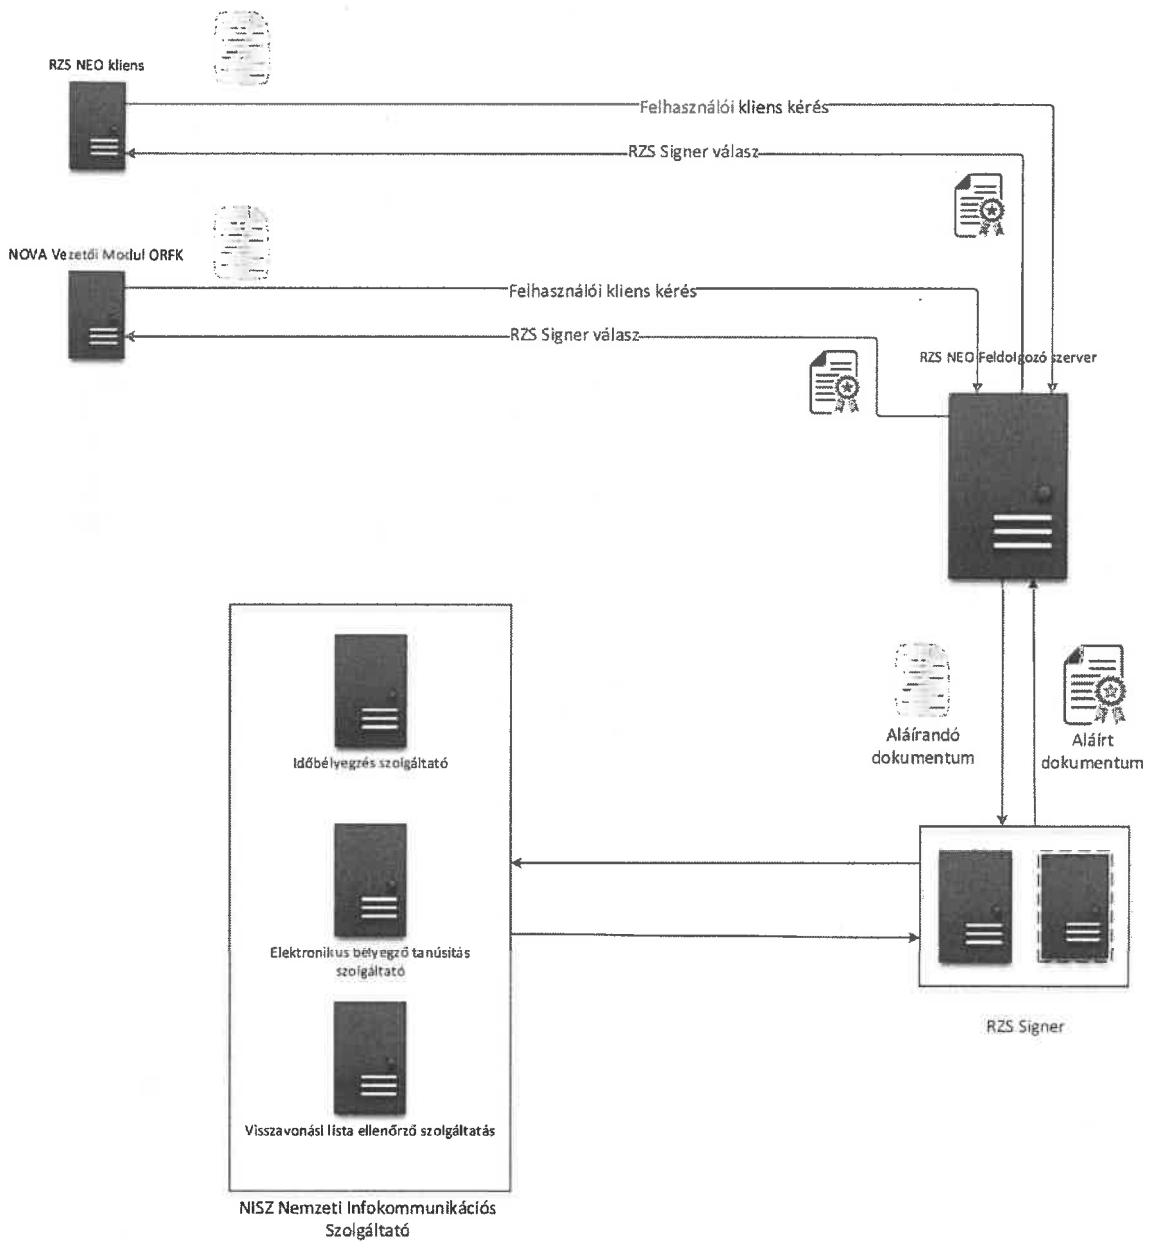 RZS NEO kliens
Felhasználói kliens kérés
RZS Signer válasz
NOVA Vezetői Modul ORFK
Felhasználói kliens kérés
RZS Signer válasz
RZS NEO Feldolgozó szerver
Aláírandó
dokumentum
Aláírt
dokumentum
Időbélyegzés szolgáltató
Elektronikus bélyegző tanúsítás
szolgáltató
Visszavonási lista ellenőrző szolgáltatás
RZS Signer
NISZ Nemzeti Infokommunikációs
Szolgáltató